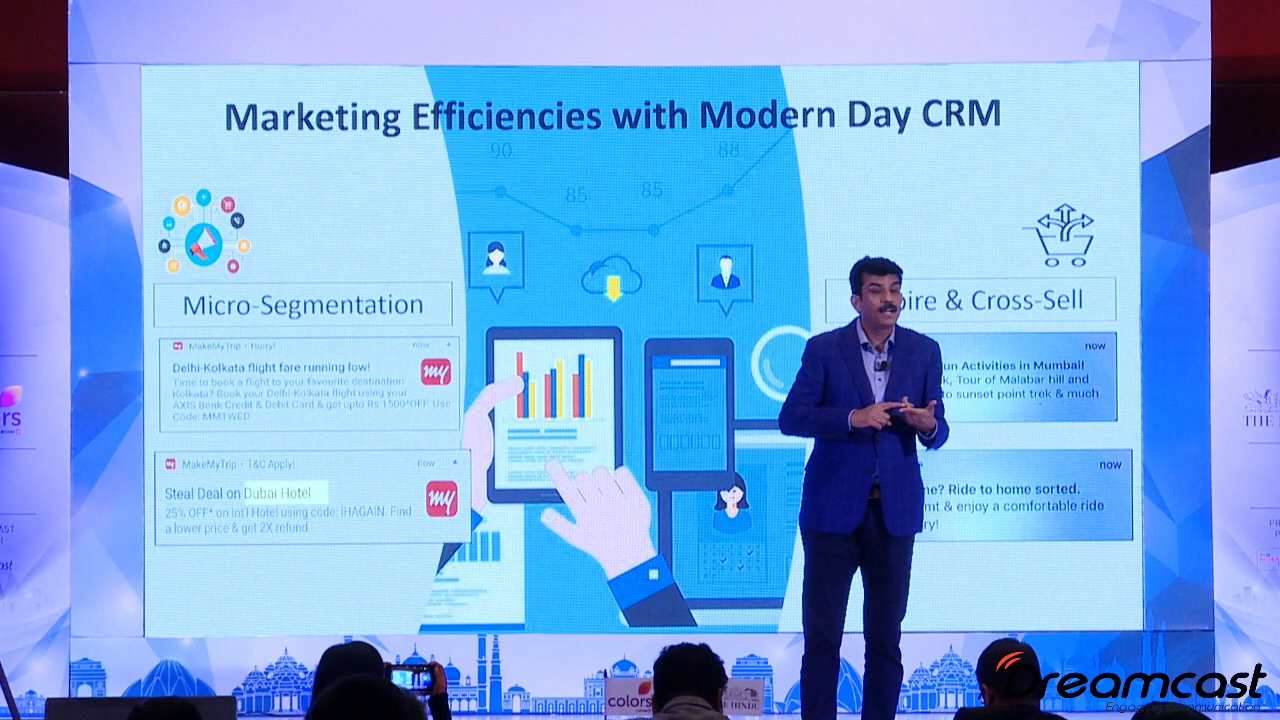 Marketing Efficiencies with Modern Day CRM
90
88
85
85
Micro-Segmentation
MakeMyTrip • Hurry!
now
Delhi-Kolkata flight fare running low!
Time to book a flight to your favourite destination
Kolkata? Book your Delhi-Kolkata flight using your
AXIS Bank Credit & Debit Card & get upto Rs 1500*OFF. Use
Code: MMTWED
my
MakeMyTrip • T&C Apply!
now
Steal Deal on Dubai Hotel
25% OFF* on Int'l Hotel using code: IHAGAIN. Find
a lower price & get 2X refund.
my
ire & Cross-Sell
now
un Activities in Mumbai!
k, Tour of Malabar hill and
to sunset point trek & much
now
me? Ride to home sorted.
mt & enjoy a comfortable ride
ry!
ors
THE
colors
E HINDU
Dreamcast
Engaging Communication